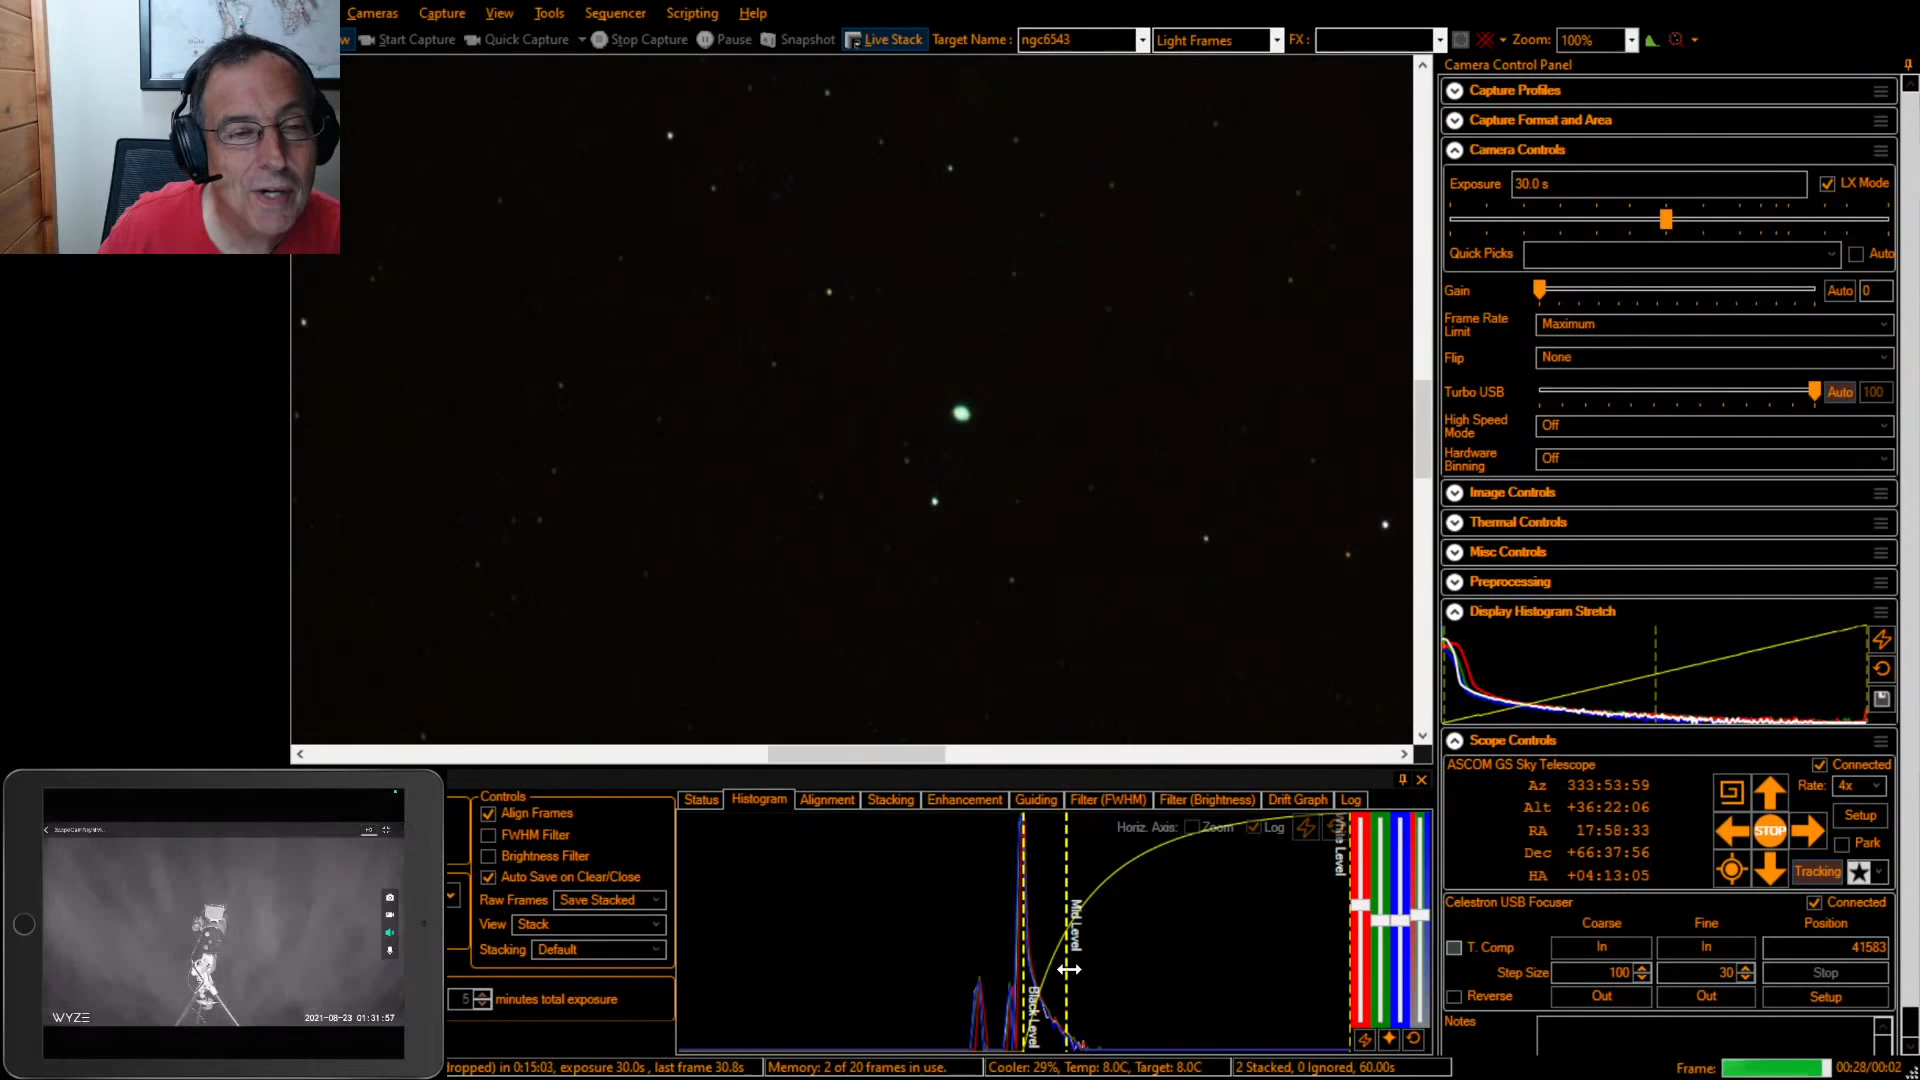 Cameras Capture View Tools Sequencer Scripting Help
w Start Capture Quick Capture Stop Capture Pause Snapshot Live Stack Target Name : ngc6543 Light Frames FX : Zoom: 100%
Camera Control Panel
Capture Profiles
Capture Format and Area
Camera Controls
Exposure 30.0 s LX Mode
Quick Picks Auto
Gain Auto 0
Frame Rate
Limit
Maximum
Flip None
Turbo USB Auto 100
High Speed
Mode
Off
Hardware
Binning
Off
Image Controls
Thermal Controls
Misc Controls
Preprocessing
Display Histogram Stretch
Scope Controls
ASCOM GS Sky Telescope Connected
Az 333:53:59 Rate: 4x
Alt +36:22:06 Setup
RA 17:58:33 STOP
Dec +66:37:56 Park
HA +04:13:05 Tracking
Celestron USB Focuser Connected
Coarse Fine Position
T. Comp In In 41583
Step Size 100 30 Stop
Reverse Out Out Setup
Notes
Controls
Align Frames
FWHM Filter
Brightness Filter
Auto Save on Clear/Close
Raw Frames Save Stacked
View Stack
Stacking Default
5 minutes total exposure
Status Histogram Alignment Stacking Enhancement Guiding Filter (FWHM) Filter (Brightness) Drift Graph Log
Horiz. Axis: Zoom Log
White Level
Mid Level
Black Level
WYZE 2021-08-23 01:31:57
ropped) in 0:15:03, exposure 30.0s , last frame 30.8s Memory: 2 of 20 frames in use. Cooler: 29%, Temp: 8.0C, Target: 8.0C 2 Stacked, 0 Ignored, 60.00s Frame: 00:28/00:02